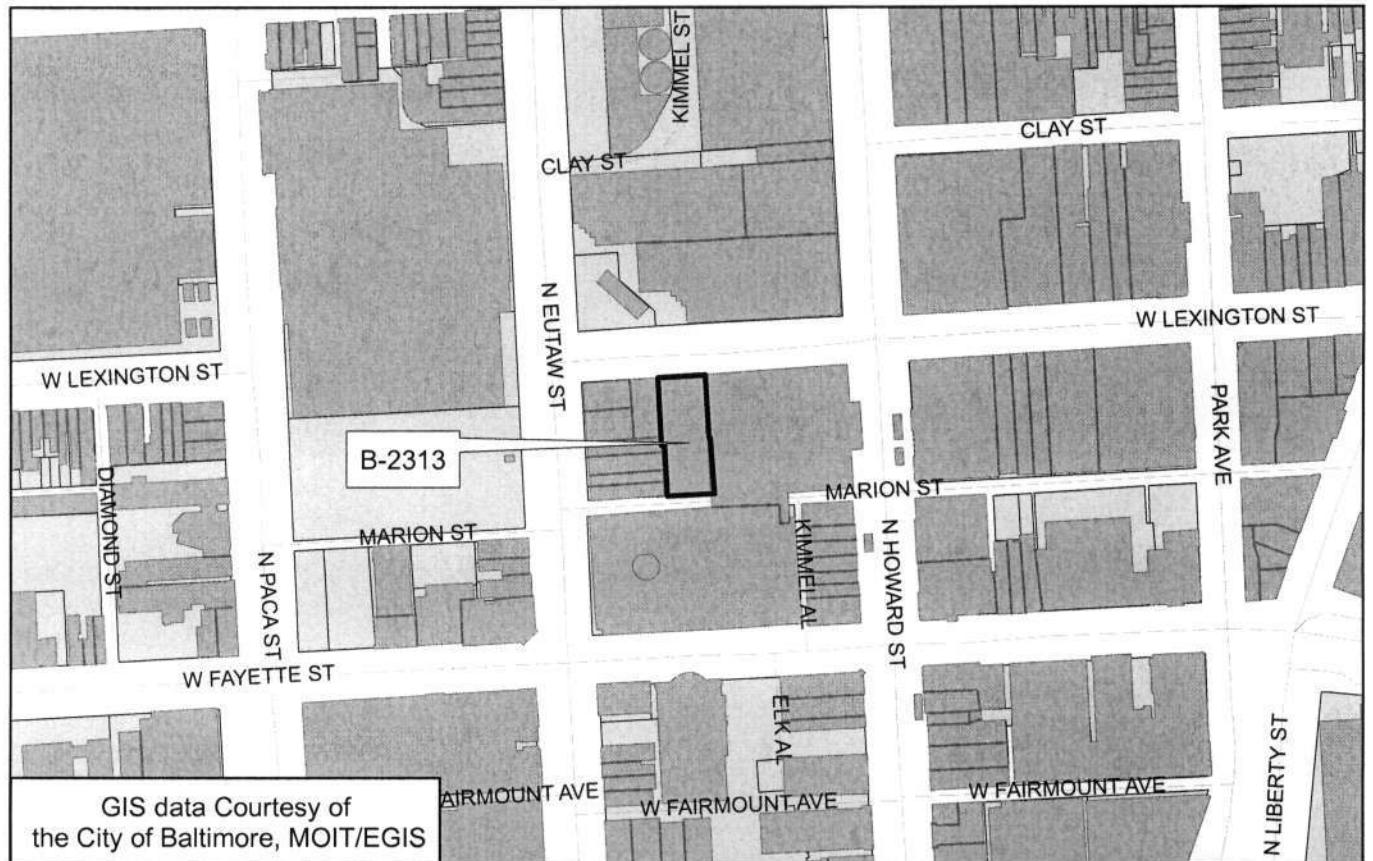 KIMMEL ST
CLAY ST
CLAY ST
N EUTAW ST
W LEXINGTON ST
W LEXINGTON ST
PARK AVE
B-2313
DIAMOND ST
MARION ST
MARION ST
KIMMEL AL
N HOWARD ST
N PACA ST
W FAYETTE ST
ELK AL
N LIBERTY ST
AIRMOUNT AVE
W FAIRMOUNT AVE
W FAIRMOUNT AVE
GIS data Courtesy of
the City of Baltimore, MOIT/EGIS